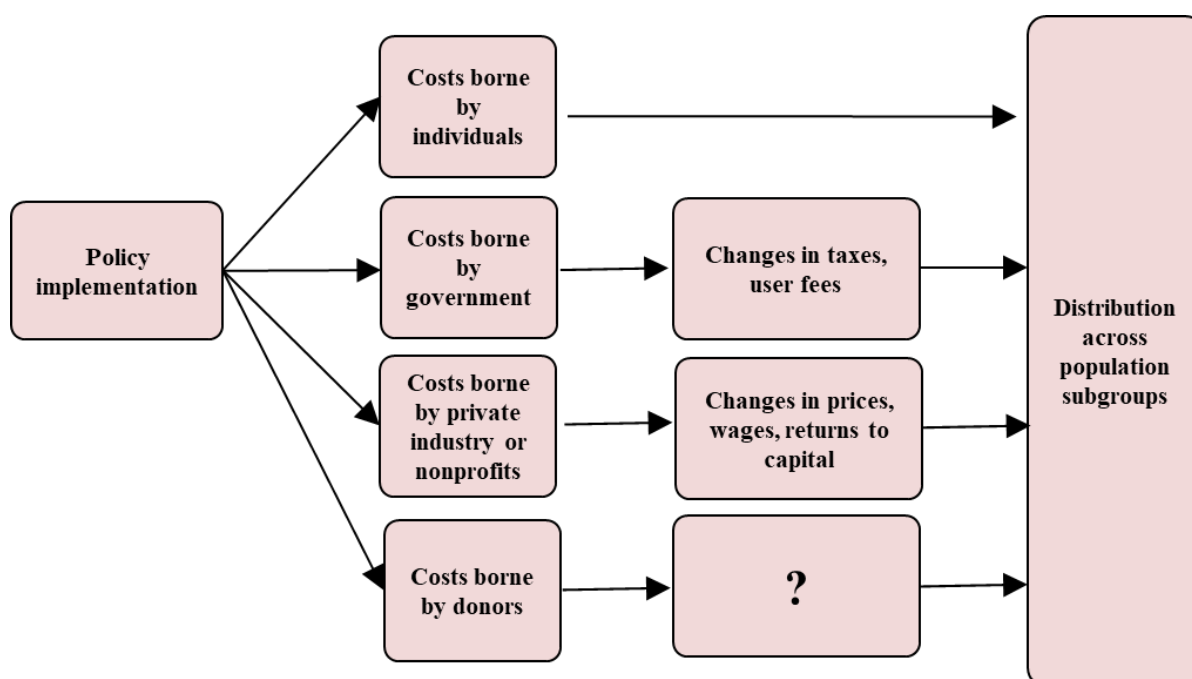 Costs borne
by
individuals
Policy
implementation
Costs borne
by
government
Changes in taxes,
user fees
Costs borne
by private
industry or
nonprofits
Changes in prices,
wages, returns to
capital
Costs borne
by donors
?
Distribution
across
population
subgroups